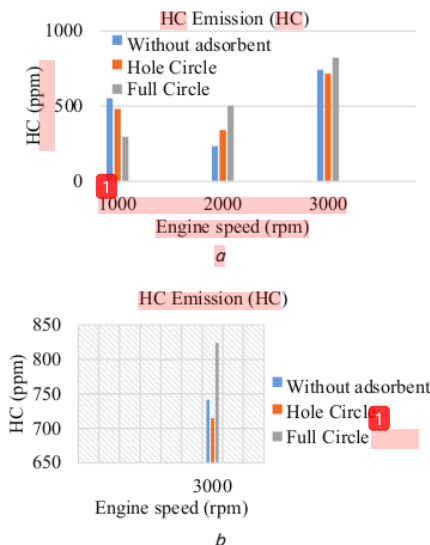 HC Emission (HC)
1000
Without adsorbent
Hole Circle
Full Circle
HC (ppm)
500
0
1
1000 2000 3000
Engine speed (rpm)
a
HC Emission (HC)
850
800
HC (ppm)
750
Without adsorbent
700
Hole Circle
1
Full Circle
650
3000
Engine speed (rpm)
b